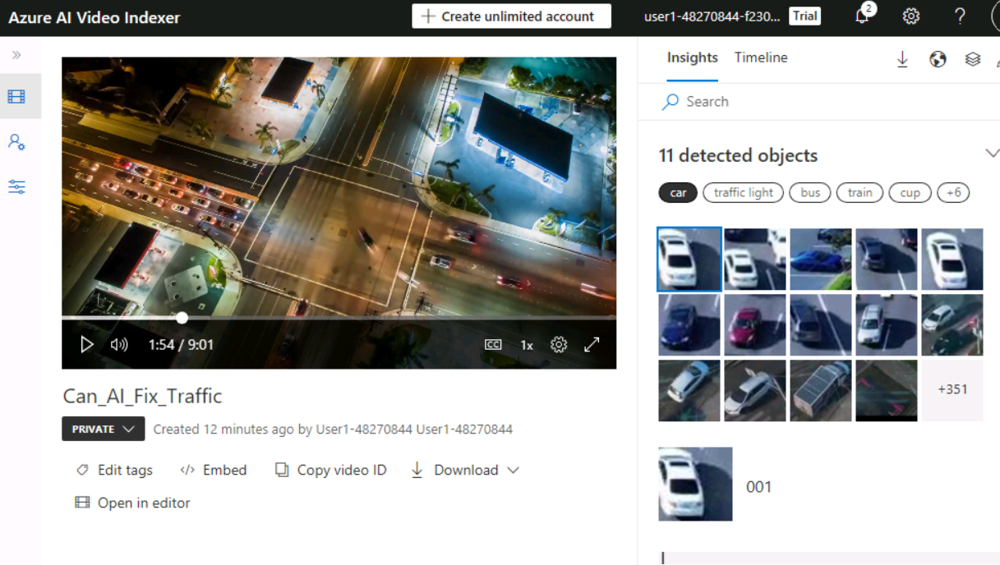 Azure AI Video Indexer
Create unlimited account
user1-48270844-f230...
Trial
2
Insights
Timeline
Search
11 detected objects
car
traffic light
bus
train
cup
+6
+351
001
1:54 / 9:01
CC
1x
Can_AI_Fix_Traffic
PRIVATE
Created 12 minutes ago by User1-48270844 User1-48270844
Edit tags
</> Embed
Copy video ID
Download
Open in editor